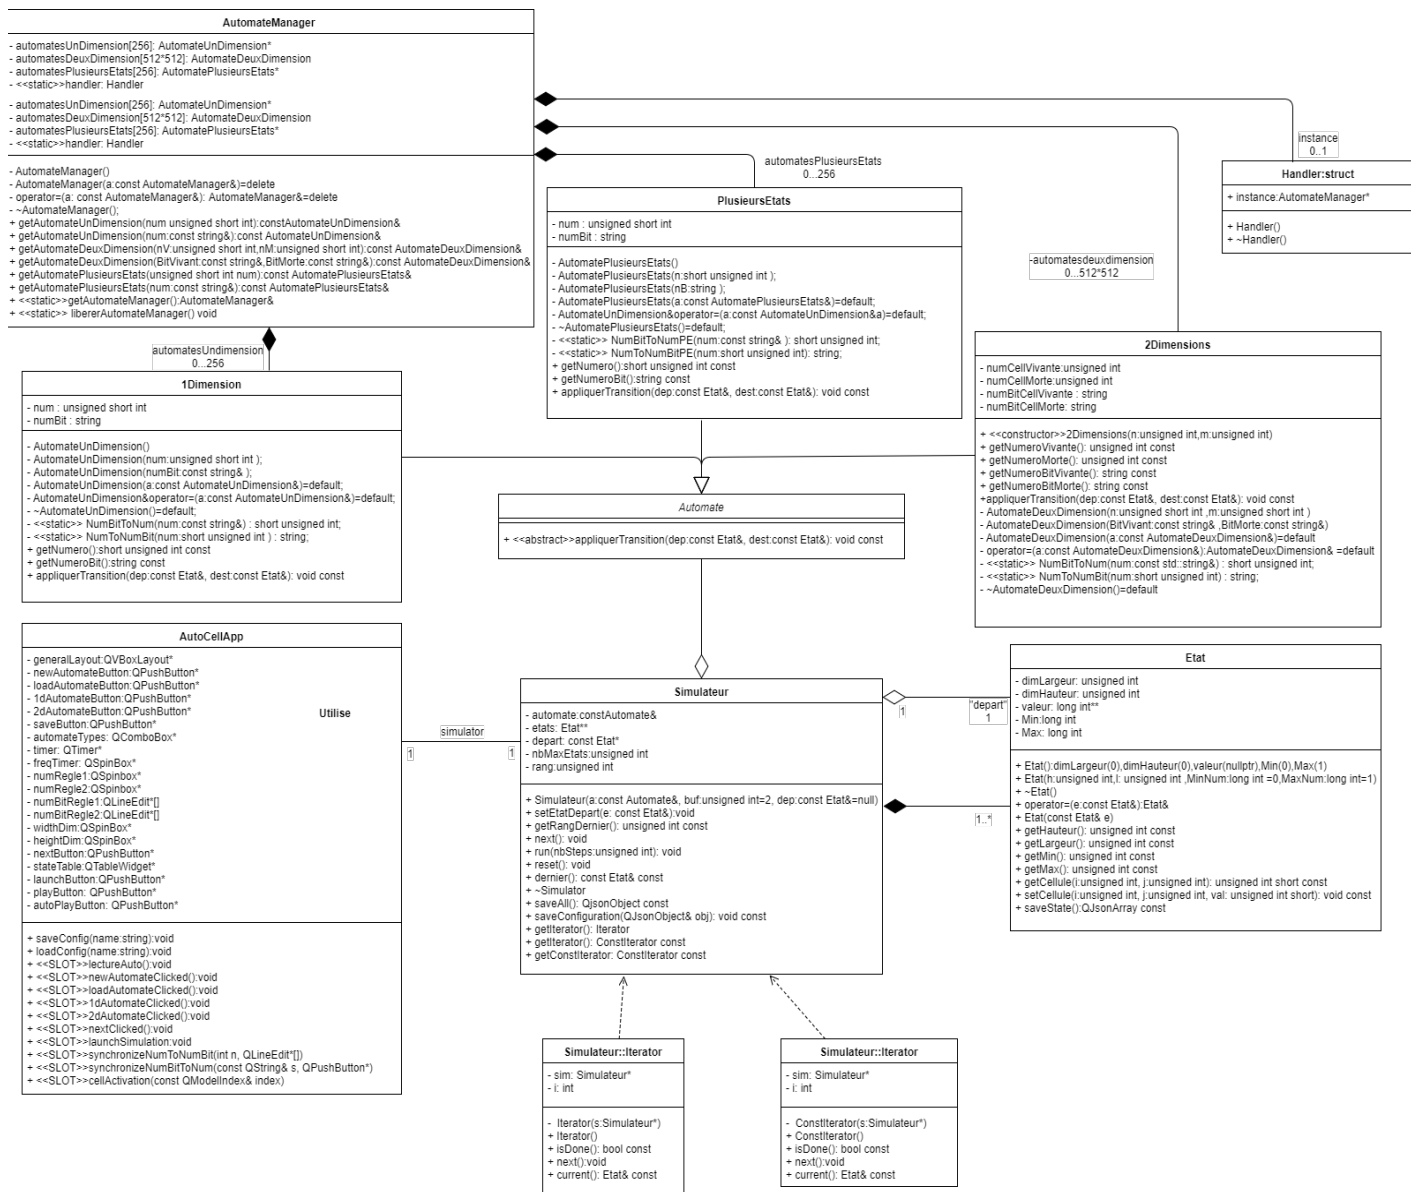 AutomateManager
- automatesUnDimension[256]: AutomateUnDimension*
- automatesDeuxDimension[512*512]: AutomateDeuxDimension
- automatesPlusieursEtats[256]: AutomatePlusieursEtats*
- <<static>>handler: Handler
- automatesUnDimension[256]: AutomateUnDimension*
- automatesDeuxDimension[512*512]: AutomateDeuxDimension
- automatesPlusieursEtats[256]: AutomatePlusieursEtats*
- <<static>>handler: Handler
- AutomateManager()
- AutomateManager(a:const AutomateManager&)=delete
- operator=(a: const AutomateManager&): AutomateManager&=delete
- ~AutomateManager();
+ getAutomateUnDimension(num:unsigned short int):constAutomateUnDimension&
+ getAutomateUnDimension(num:const string&):const AutomateUnDimension&
+ getAutomateDeuxDimension(nV:unsigned short int,nM:unsigned short int):const AutomateDeuxDimension&
+ getAutomateDeuxDimension(BitVivant:const string&,BitMorte:const string&):const AutomateDeuxDimension&
+ getAutomatePlusieursEtats(unsigned short int num):const AutomatePlusieursEtats&
+ getAutomatePlusieursEtats(num:const string&):const AutomatePlusieursEtats&
+ <<static>>getAutomateManager():AutomateManager&
+ <<static>> libererAutomateManager() void
instance
0..1
Handler:struct
+ instance:AutomateManager*
+ Handler()
+ ~Handler()
automatesPlusieursEtats
0...256
PlusieursEtats
- num : unsigned short int
- numBit : string
- AutomatePlusieursEtats()
- AutomatePlusieursEtats(n:short unsigned int );
- AutomatePlusieursEtats(nB:string );
- AutomatePlusieursEtats(a:const AutomatePlusieursEtats&)=default;
- AutomateUnDimension&operator=(a:const AutomateUnDimension&a)=default;
- ~AutomatePlusieursEtats()=default;
- <<static>> NumBitToNumPE(num:const string& ): short unsigned int;
- <<static>> NumToNumBitPE(num:short unsigned int): string;
+ getNumero():short unsigned int const
+ getNumeroBit():string const
+ appliquerTransition(dep:const Etat&, dest:const Etat&): void const
-automatesdeuxdimension
0...512*512
2Dimensions
- numCellVivante:unsigned int
- numCellMorte:unsigned int
- numBitCellVivante : string
- numBitCellMorte: string
+ <<constructor>>2Dimensions(n:unsigned int,m:unsigned int)
+ getNumeroVivante(): unsigned int const
+ getNumeroMorte(): unsigned int const
+ getNumeroBitVivante(): string const
+ getNumeroBitMorte(): string const
+appliquerTransition(dep:const Etat&, dest:const Etat&): void const
- AutomateDeuxDimension(n:unsigned short int ,m:unsigned short int )
- AutomateDeuxDimension(BitVivant:const string& ,BitMorte:const string&)
- AutomateDeuxDimension(a:const AutomateDeuxDimension&)=default
- operator=(a:const AutomateDeuxDimension&):AutomateDeuxDimension& =default
- <<static>> NumBitToNum(num:const std::string&) : short unsigned int;
- <<static>> NumToNumBit(num:short unsigned int) : string;
- ~AutomateDeuxDimension()=default
automatesUndimension
0...256
1Dimension
- num : unsigned short int
- numBit : string
- AutomateUnDimension()
- AutomateUnDimension(num:unsigned short int );
- AutomateUnDimension(numBit:const string& );
- AutomateUnDimension(a:const AutomateUnDimension&)=default;
- AutomateUnDimension&operator=(a:const AutomateUnDimension&)=default;
- ~AutomateUnDimension()=default;
- <<static>> NumBitToNum(num:const string&) : short unsigned int;
- <<static>> NumToNumBit(num:short unsigned int ) : string;
+ getNumero():short unsigned int const
+ getNumeroBit():string const
+ appliquerTransition(dep:const Etat&, dest:const Etat&): void const
Automate
+ <<abstract>>appliquerTransition(dep:const Etat&, dest:const Etat&): void const
AutoCellApp
- generalLayout:QVBoxLayout*
- newAutomateButton:QPushButton*
- loadAutomateButton:QPushButton*
- 1dAutomateButton:QPushButton*
- 2dAutomateButton:QPushButton*
- saveButton:QPushButton*
- automateTypes: QComboBox*
- timer: QTimer*
- freqTimer: QSpinBox*
- numRegle1:QSpinbox*
- numRegle2:QSpinbox*
- numBitRegle1:QLineEdit*[]
- numBitRegle2:QLineEdit*[]
- widthDim:QSpinBox*
- heightDim:QSpinBox*
- nextButton:QPushButton*
- stateTable:QTableWidget*
- launchButton:QPushButton*
- playButton: QPushButton*
- autoPlayButton: QPushButton*
Utilise
+ saveConfig(name:string):void
+ loadConfig(name:string):void
+ <<SLOT>>lectureAuto():void
+ <<SLOT>>newAutomateClicked():void
+ <<SLOT>>loadAutomateClicked():void
+ <<SLOT>>1dAutomateClicked():void
+ <<SLOT>>2dAutomateClicked():void
+ <<SLOT>>nextClicked():void
+ <<SLOT>>launchSimulation:void
+ <<SLOT>>synchronizeNumToNumBit(int n, QLineEdit*[])
+ <<SLOT>>synchronizeNumBitToNum(const QString& s, QPushButton*)
+ <<SLOT>>cellActivation(const QModelIndex& index)
simulator
1
1
Simulateur
- automate:constAutomate&
- etats: Etat**
- depart: const Etat*
- nbMaxEtats:unsigned int
- rang:unsigned int
+ Simulateur(a:const Automate&, buf:unsigned int=2, dep:const Etat&=null)
+ setEtatDepart(e: const Etat&):void
+ getRangDernier(): unsigned int const
+ next(): void
+ run(nbSteps:unsigned int): void
+ reset(): void
+ dernier(): const Etat& const
+ ~Simulator
+ saveAll(): QjsonObject const
+ saveConfiguration(QJsonObject& obj): void const
+ getIterator(): Iterator
+ getIterator(): ConstIterator const
+ getConstIterator: ConstIterator const
1
"depart"
1
1..*
Etat
- dimLargeur: unsigned int
- dimHauteur: unsigned int
- valeur: long int**
- Min:long int
- Max: long int
+ Etat():dimLargeur(0),dimHauteur(0),valeur(nullptr),Min(0),Max(1)
+ Etat(h:unsigned int,l: unsigned int ,MinNum:long int =0,MaxNum:long int=1)
+ ~Etat()
+ operator=(e:const Etat&):Etat&
+ Etat(const Etat& e)
+ getHauteur(): unsigned int const
+ getLargeur(): unsigned int const
+ getMin(): unsigned int const
+ getMax(): unsigned int const
+ getCellule(i:unsigned int, j:unsigned int): unsigned int short const
+ setCellule(i:unsigned int, j:unsigned int, val: unsigned int short): void const
+ saveState():QJsonArray const
Simulateur::Iterator
- sim: Simulateur*
- i: int
- Iterator(s:Simulateur*)
+ Iterator()
+ isDone(): bool const
+ next():void
+ current(): Etat& const
Simulateur::Iterator
- sim: Simulateur*
- i: int
- ConstIterator(s:Simulateur*)
+ ConstIterator()
+ isDone(): bool const
+ next():void
+ current(): Etat& const